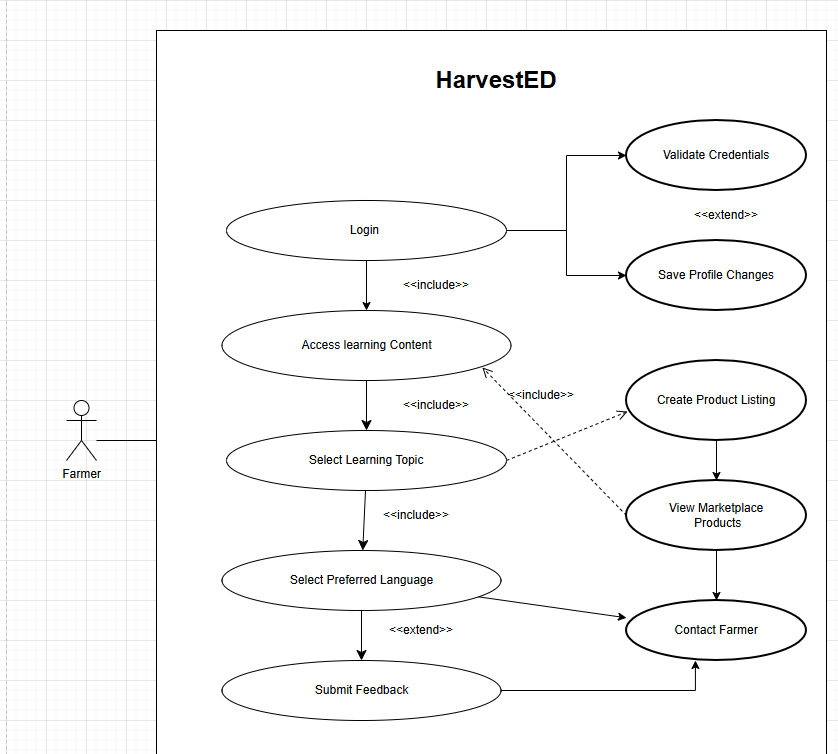 HarvestED
Validate Credentials
<<extend>>
Login
Save Profile Changes
<<include>>
Access learning Content
<<include>>
<<include>>
Create Product Listing
Select Learning Topic
Farmer
<<include>>
View Marketplace
Products
Select Preferred Language
<<extend>>
Contact Farmer
Submit Feedback